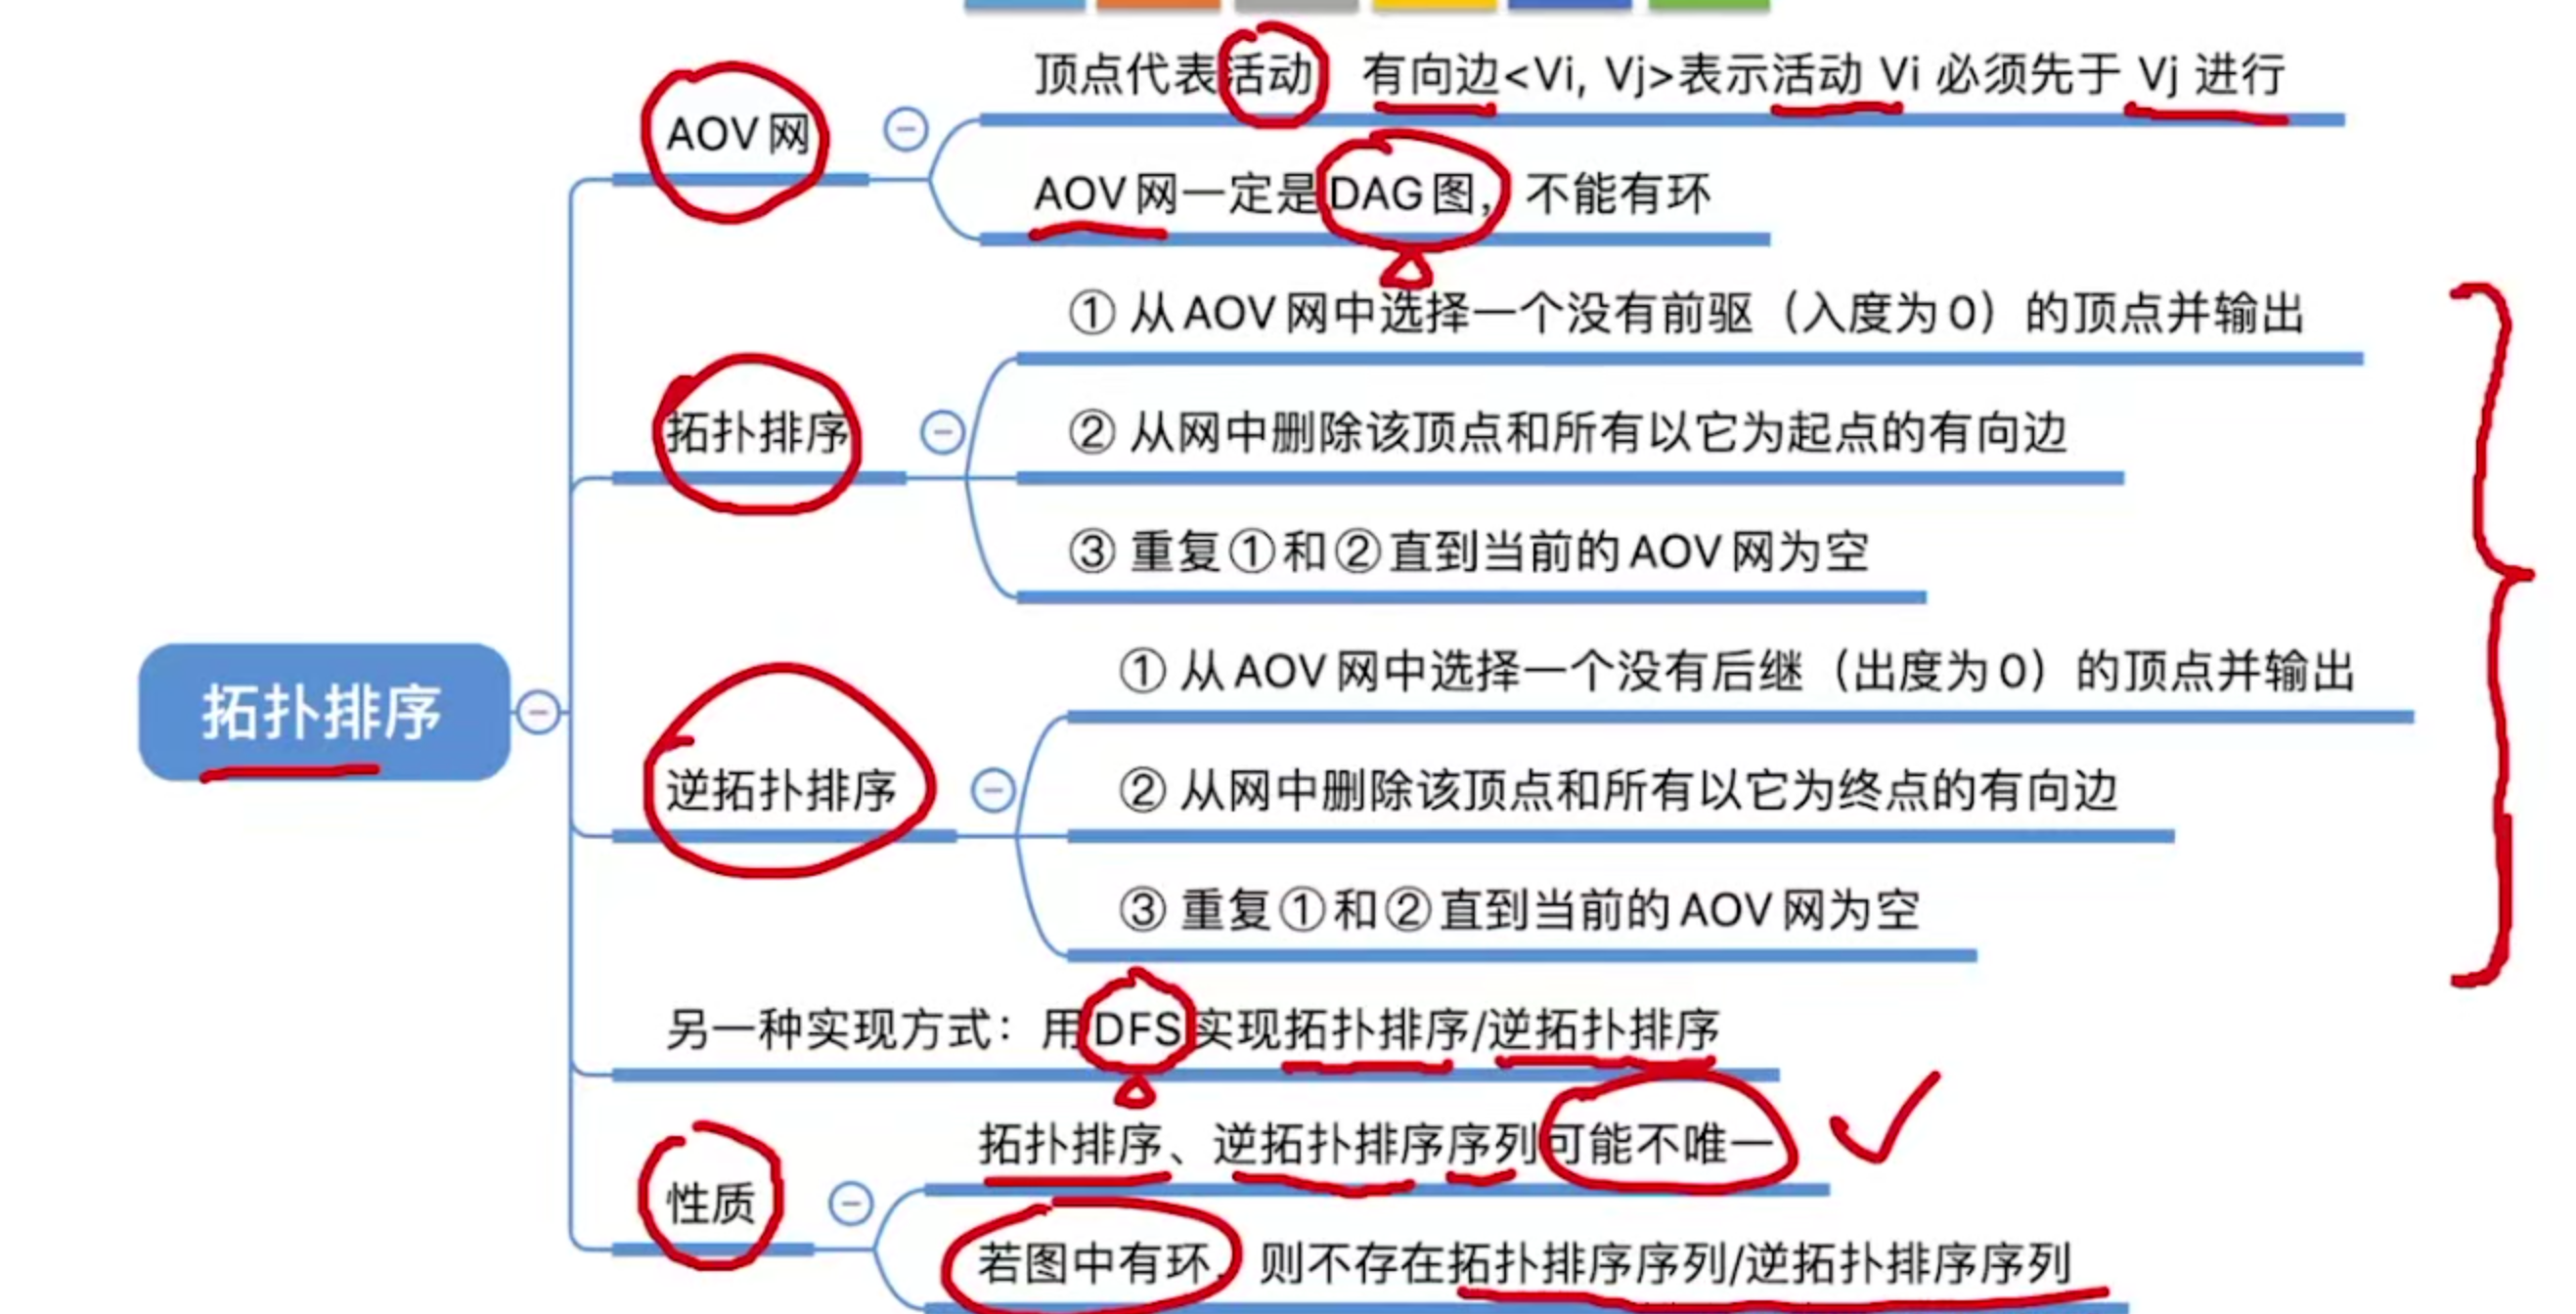 顶点代表活动 有向边<Vi, Vj>表示活动 Vi 必须先于 Vj 进行
AOV网
AOV网一定是DAG图，不能有环
① 从AOV网中选择一个没有前驱（入度为0）的顶点并输出
拓扑排序
② 从网中删除该顶点和所有以它为起点的有向边
③ 重复①和②直到当前的AOV网为空
拓扑排序
① 从AOV网中选择一个没有后继（出度为0）的顶点并输出
逆拓扑排序
② 从网中删除该顶点和所有以它为终点的有向边
③ 重复①和②直到当前的AOV网为空
另一种实现方式：用DFS实现拓扑排序/逆拓扑排序
拓扑排序、逆拓扑排序序列可能不唯一
性质
若图中有环，则不存在拓扑排序序列/逆拓扑排序序列